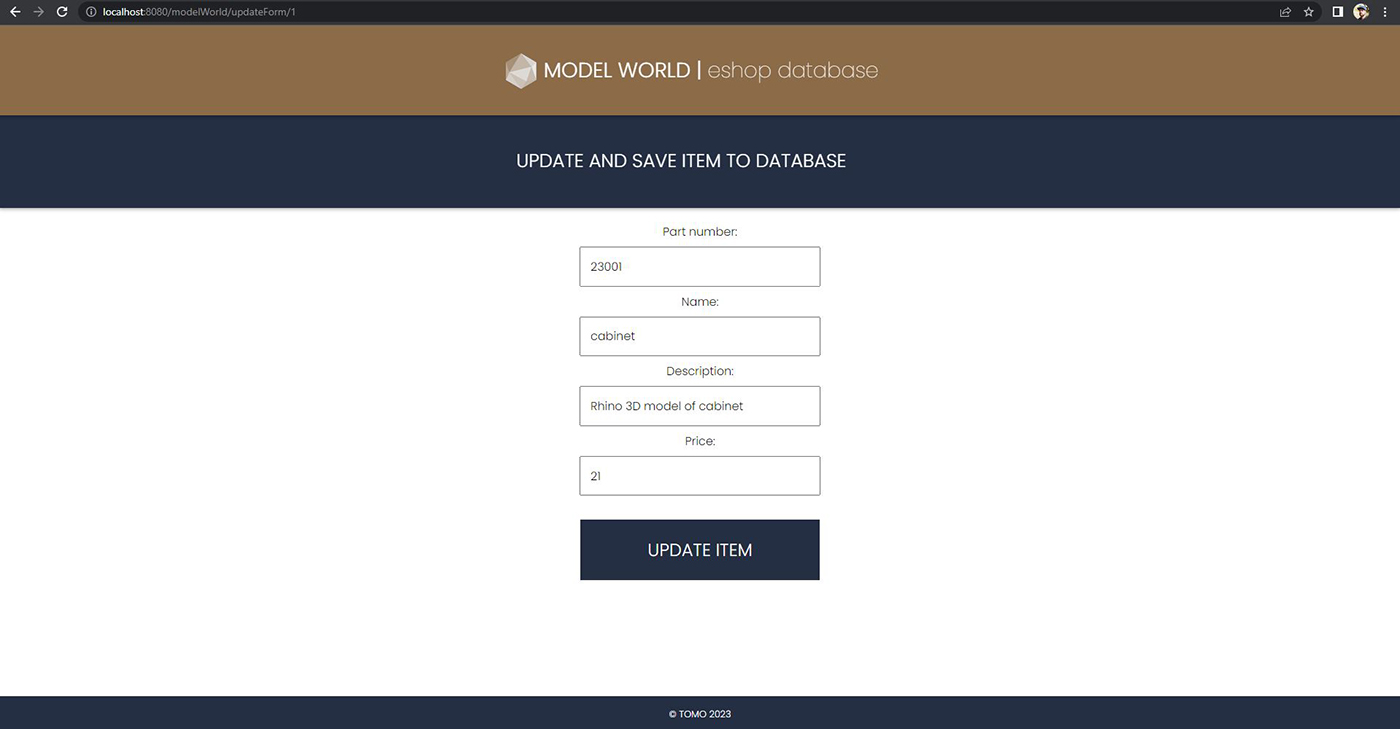 localhost:8080/modelWorld/updateForm/1
MODEL WORLD | eshop database
UPDATE AND SAVE ITEM TO DATABASE
Part number:
23001
Name:
cabinet
Description:
Rhino 3D model of cabinet
Price:
21
UPDATE ITEM
© TOMO 2023